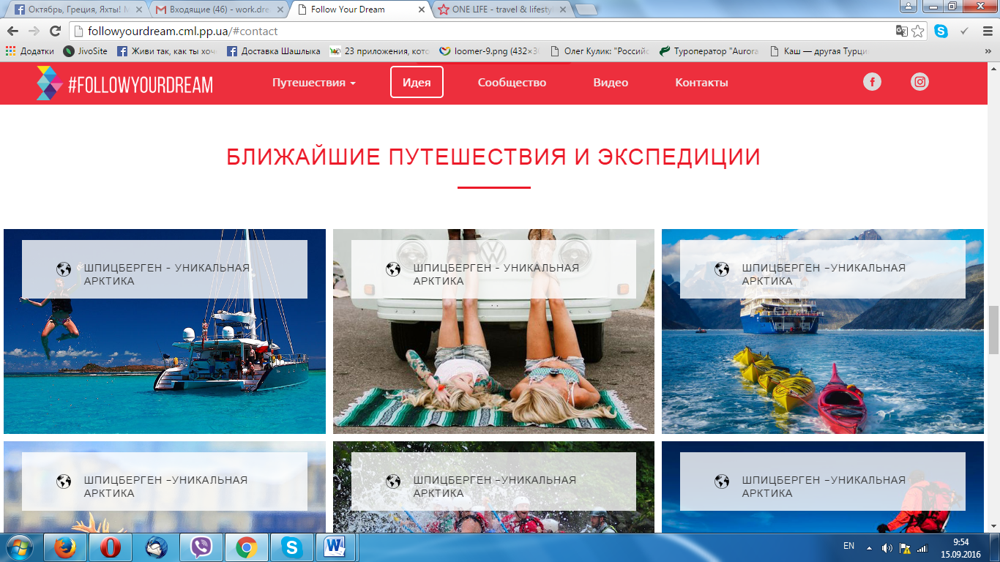 Октябрь, Греция, Яхты! М
Входящие (46) - work.dre
Follow Your Dream
ONE LIFE - travel & lifesty
followyourdream.cml.pp.ua/#contact
Додатки
JivoSite
Живи так, как ты хоч
Доставка Шашлыка
23 приложения, кото
loomer-9.png (432×3
Олег Кулик: "Россий
Туроператор "Aurora
Каш — другая Турци
»
#FOLLOWYOURDREAM
Путешествия
Идея
Сообщество
Видео
Контакты
БЛИЖАЙШИЕ ПУТЕШЕСТВИЯ И ЭКСПЕДИЦИИ
ШПИЦБЕРГЕН - УНИКАЛЬНАЯ
АРКТИКА
ШПИЦБЕРГЕН - УНИКАЛЬНАЯ
АРКТИКА
ШПИЦБЕРГЕН –УНИКАЛЬНАЯ
АРКТИКА
ШПИЦБЕРГЕН –УНИКАЛЬНАЯ
АРКТИКА
ШПИЦБЕРГЕН –УНИКАЛЬНАЯ
АРКТИКА
ШПИЦБЕРГЕН –УНИКАЛЬНАЯ
АРКТИКА
EN
9:54
15.09.2016